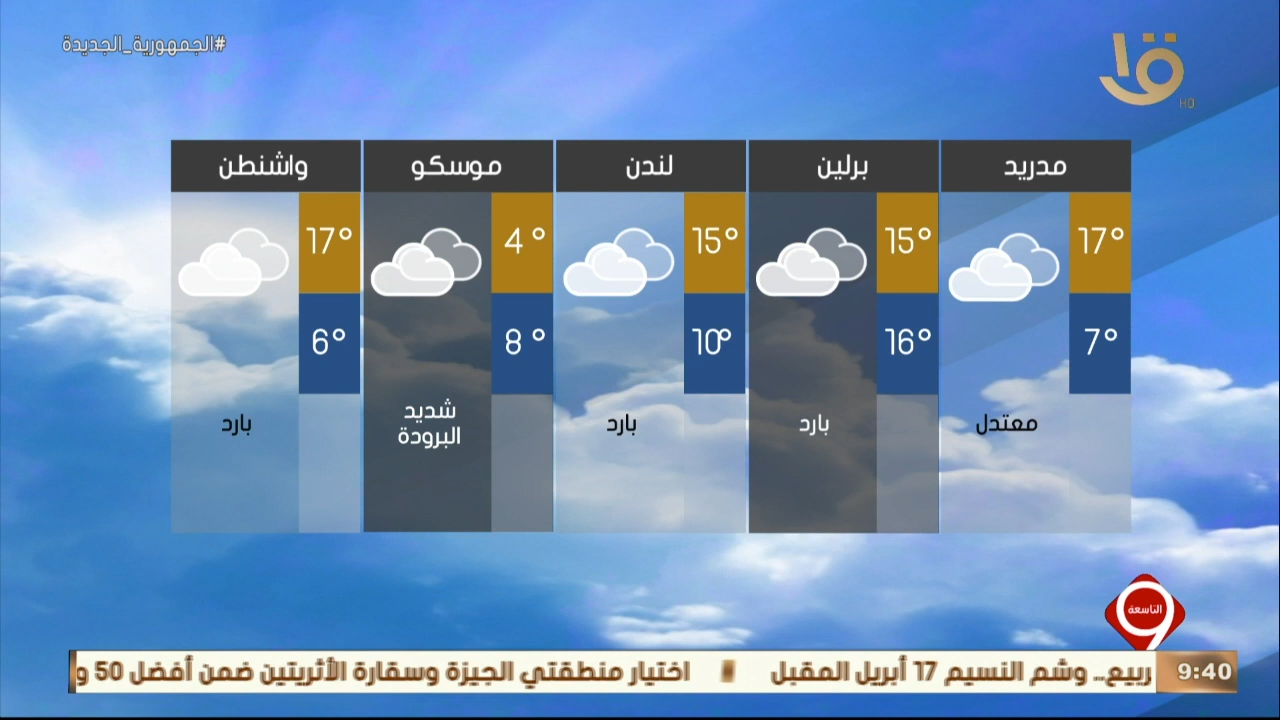 #الجمهورية_الجديدة
HD
مدريد
17°
7°
معتدل
برلين
15°
16°
بارد
لندن
15°
10°
بارد
موسكو
4°
8°
شديد
البرودة
واشنطن
17°
6°
بارد
التاسعة
9
9:40
ربيع.. وشم النسيم 17 أبريل المقبل
اختيار منطقتي الجيزة وسقارة الأثريتين ضمن أفضل 50 و